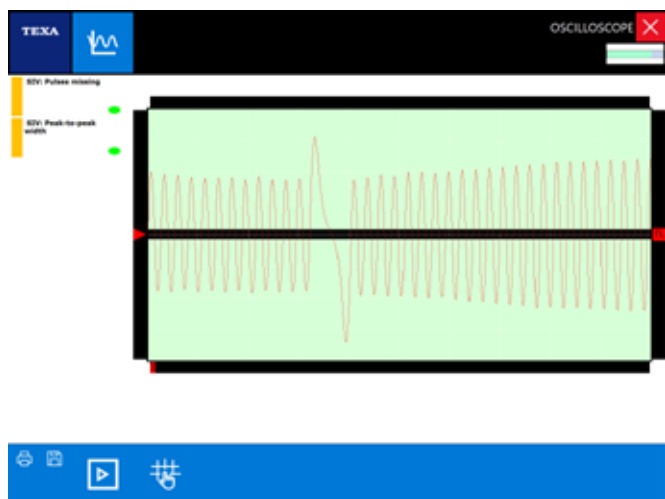 TEXA
OSCILLOSCOPE
SIV: Pulses missing
SIV: Peak-to-peak
width